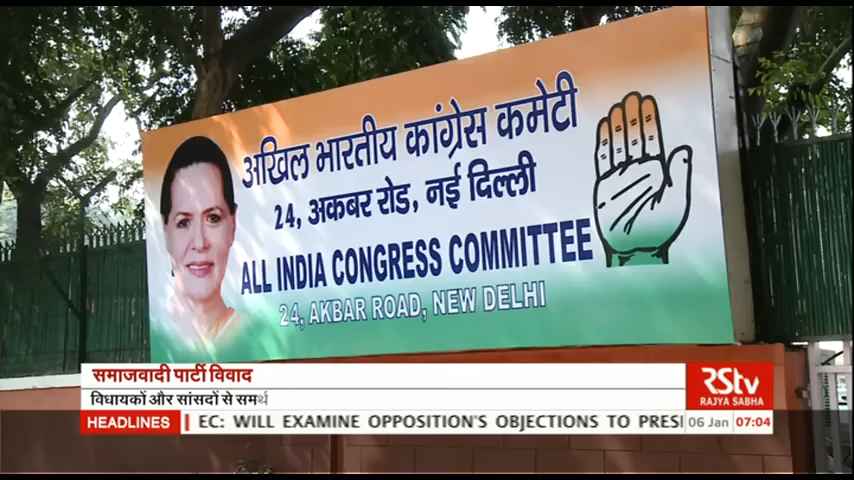 अखिल भारतीय कांग्रेस कमेटी
24, अकबर रोड, नई दिल्ली
ALL INDIA CONGRESS COMMITTEE
24, AKBAR ROAD, NEW DELHI
समाजवादी पार्टी विवाद
विधायकों और सांसदों से समर्थ
RSTV
RAJYA SABHA
HEADLINES
EC: WILL EXAMINE OPPOSITION'S OBJECTIONS TO PRESI
06 Jan
07:04